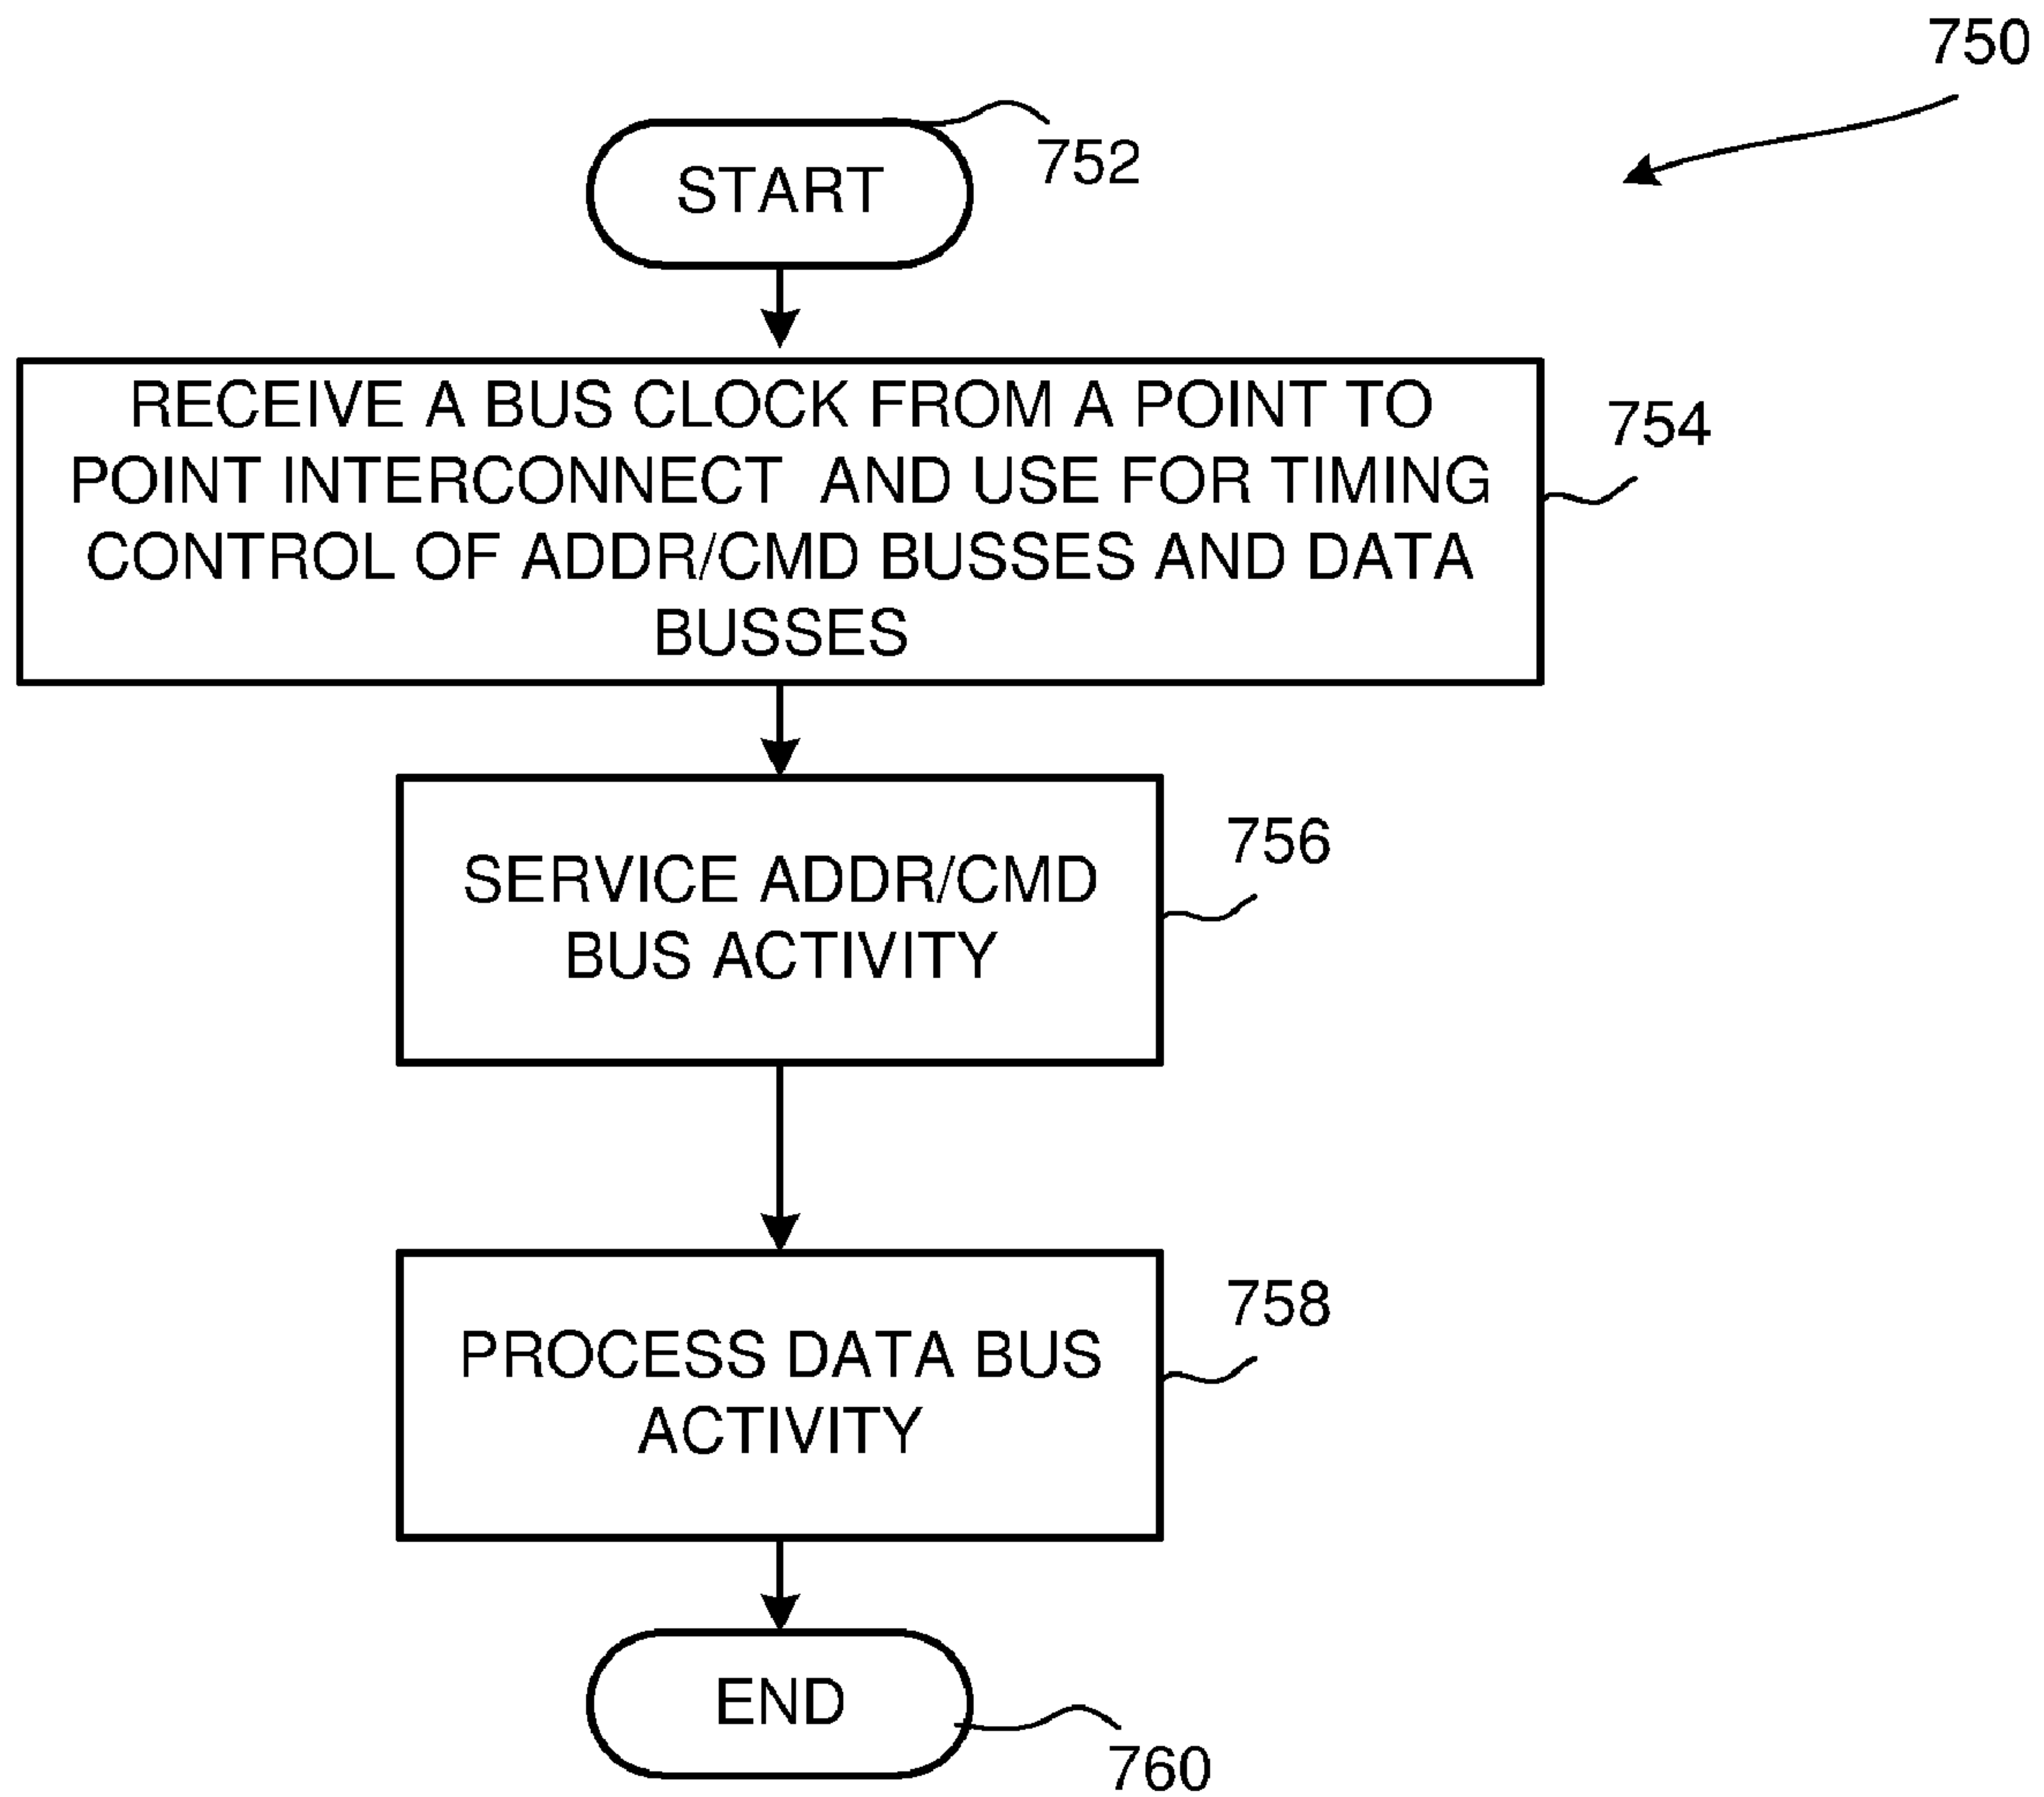 750
START
752
RECEIVE A BUS CLOCK FROM A POINT TO
POINT INTERCONNECT AND USE FOR TIMING
CONTROL OF ADDR/CMD BUSSES AND DATA
BUSSES
754
SERVICE ADDR/CMD
BUS ACTIVITY
756
PROCESS DATA BUS
ACTIVITY
758
END
760